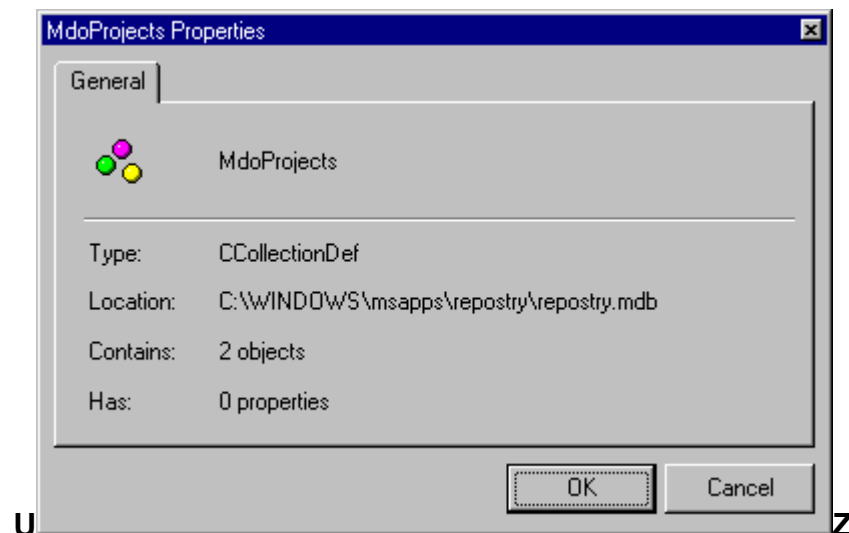 MdoProjects Properties
General
MdoProjects
Type: CCollectionDef
Location: C:\WINDOWS\msapps\repostry\repostry.mdb
Contains: 2 objects
Has: 0 properties
OK Cancel
U Z